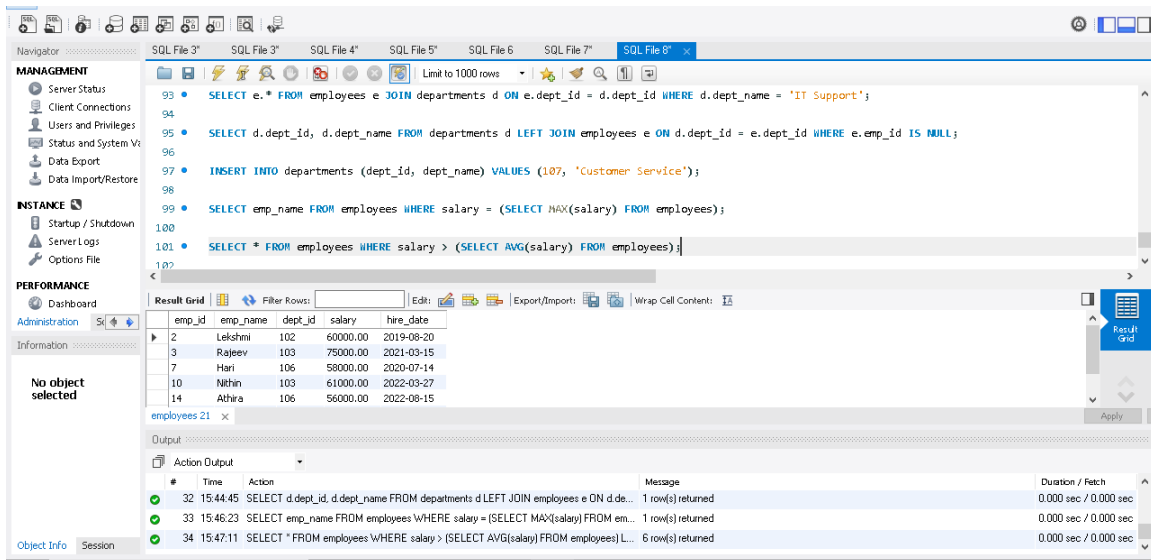 Navigator
SQL File 3*
SQL File 3*
SQL File 4*
SQL File 5*
SQL File 6
SQL File 7*
SQL File 8*
MANAGEMENT
Server Status
Client Connections
Users and Privileges
Status and System Va
Data Export
Data Import/Restore
INSTANCE
Startup / Shutdown
Server Logs
Options File
PERFORMANCE
Dashboard
Administration Sc
Information
No object
selected
Object Info Session
Limit to 1000 rows
93 SELECT e.* FROM employees e JOIN departments d ON e.dept_id = d.dept_id WHERE d.dept_name = 'IT Support';
94
95 SELECT d.dept_id, d.dept_name FROM departments d LEFT JOIN employees e ON d.dept_id = e.dept_id WHERE e.emp_id IS NULL;
96
97 INSERT INTO departments (dept_id, dept_name) VALUES (107, 'Customer Service');
98
99 SELECT emp_name FROM employees WHERE salary = (SELECT MAX(salary) FROM employees);
100
101 SELECT * FROM employees WHERE salary > (SELECT AVG(salary) FROM employees);
102
Result Grid Filter Rows: Edit: Export/Import: Wrap Cell Content:
emp_id emp_name dept_id salary hire_date
2 Lekshmi 102 60000.00 2019-08-20
3 Rajeev 103 75000.00 2021-03-15
7 Hari 106 58000.00 2020-07-14
10 Nithin 103 61000.00 2022-03-27
14 Athira 106 56000.00 2022-08-15
Result
Grid
employees 21
Apply
Output
Action Output
# Time Action Message Duration / Fetch
32 15:44:45 SELECT d.dept_id, d.dept_name FROM departments d LEFT JOIN employees e ON d.de... 1 row(s) returned 0.000 sec / 0.000 sec
33 15:46:23 SELECT emp_name FROM employees WHERE salary = (SELECT MAX(salary) FROM em... 1 row(s) returned 0.000 sec / 0.000 sec
34 15:47:11 SELECT * FROM employees WHERE salary > (SELECT AVG(salary) FROM employees) L... 6 row(s) returned 0.000 sec / 0.000 sec